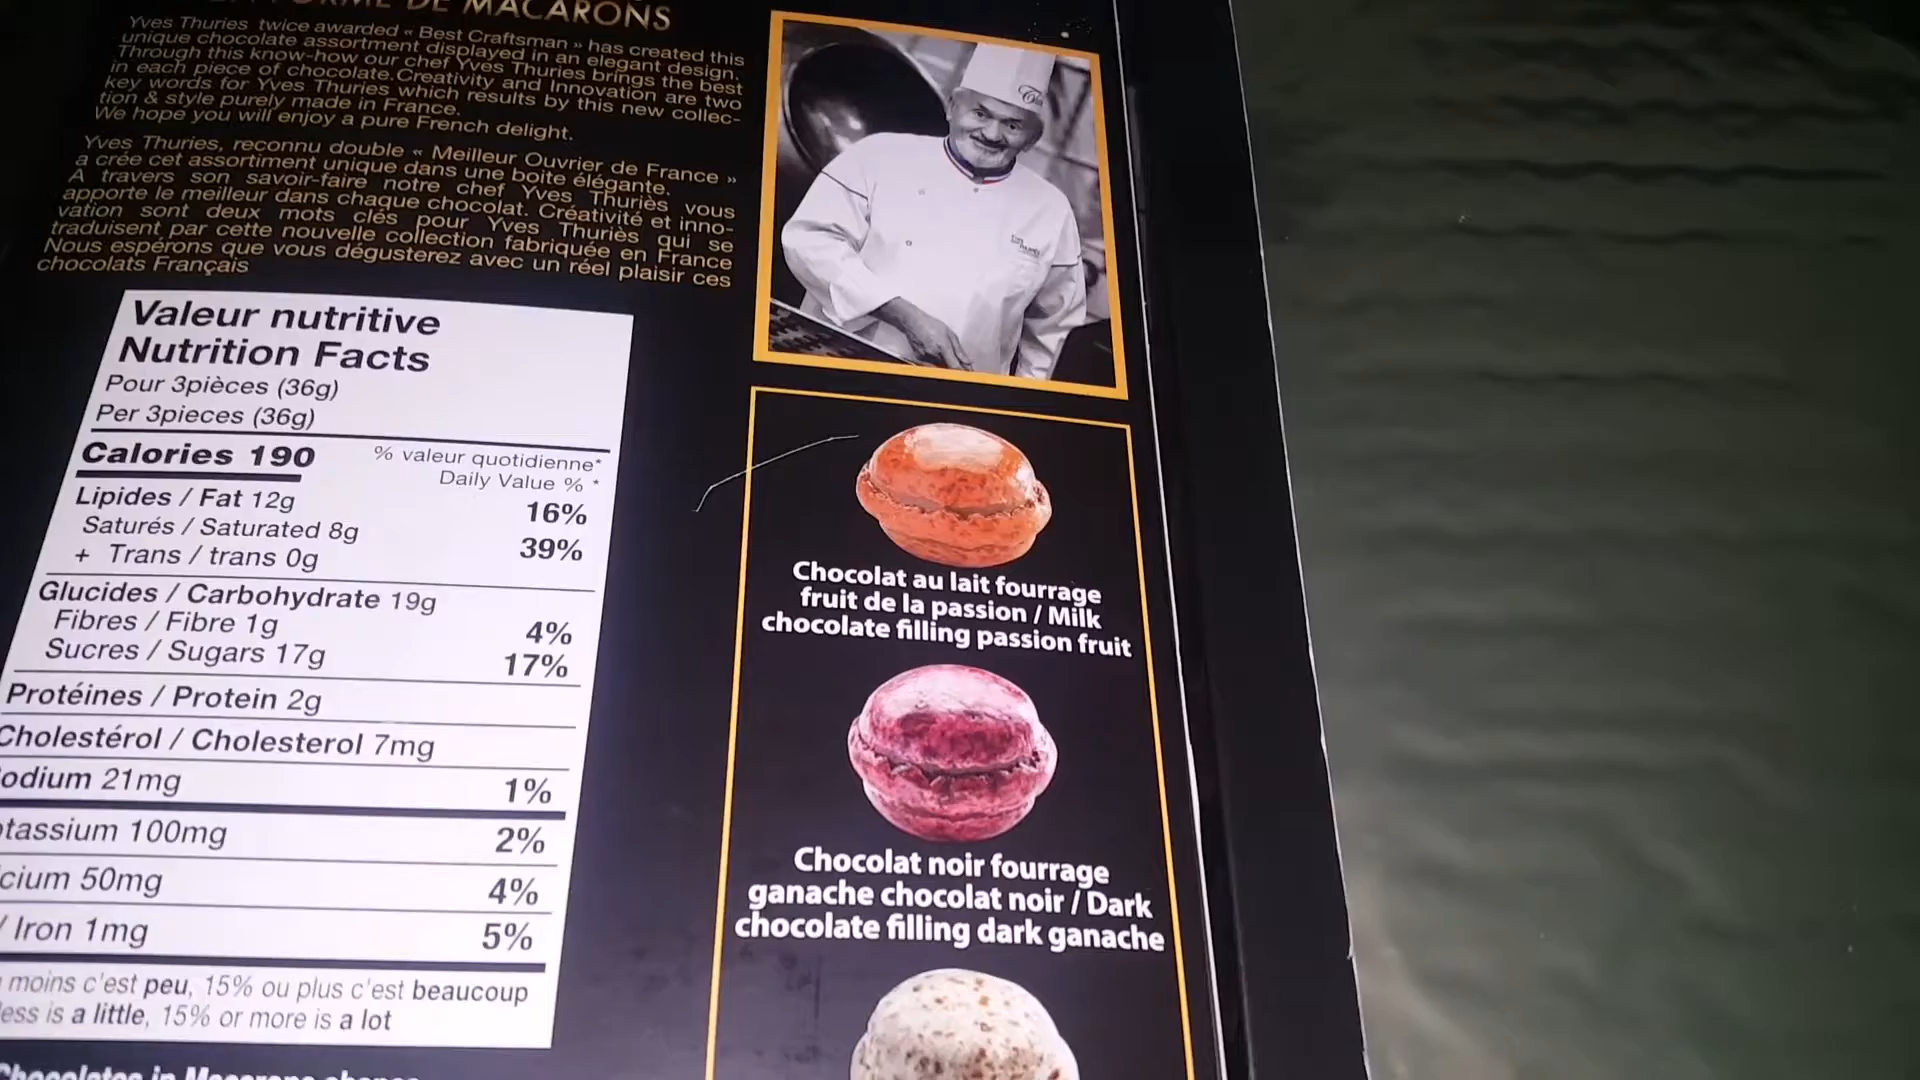 DE MACARONS
Yves Thuries twice awarded « Best Craftsman » has created this
unique chocolate assortment displayed in an elegant design.
Through this know-how our chef Yves Thuries brings the best
in each piece of chocolate. Creativity and Innovation are two
key words for Yves Thuries which results by this new collec-
tion & style purely made in France.
We hope you will enjoy a pure French delight.
Yves Thuries, reconnu double « Meilleur Ouvrier de France »
a crée cet assortiment unique dans une boite élégante.
A travers son savoir-faire notre chef Yves Thuriès vous
apporte le meilleur dans chaque chocolat. Créativité et inno-
vation sont deux mots clés pour Yves Thuriès qui se
traduisent par cette nouvelle collection fabriquée en France
Nous espérons que vous dégusterez avec un réel plaisir ces
chocolats Français
Valeur nutritive
Nutrition Facts
Pour 3pièces (36g)
Per 3pieces (36g)
Calories 190
% valeur quotidienne*
Daily Value % *
Lipides / Fat 12g 16%
Saturés / Saturated 8g
+ Trans / trans 0g 39%
Glucides / Carbohydrate 19g
Fibres / Fibre 1g 4%
Sucres / Sugars 17g 17%
Protéines / Protein 2g
Cholestérol / Cholesterol 7mg
odium 21mg 1%
tassium 100mg 2%
cium 50mg 4%
/ Iron 1mg 5%
moins c'est peu, 15% ou plus c'est beaucoup
ess is a little, 15% or more is a lot
Chocolat au lait fourrage
fruit de la passion / Milk
chocolate filling passion fruit
Chocolat noir fourrage
ganache chocolat noir / Dark
chocolate filling dark ganache